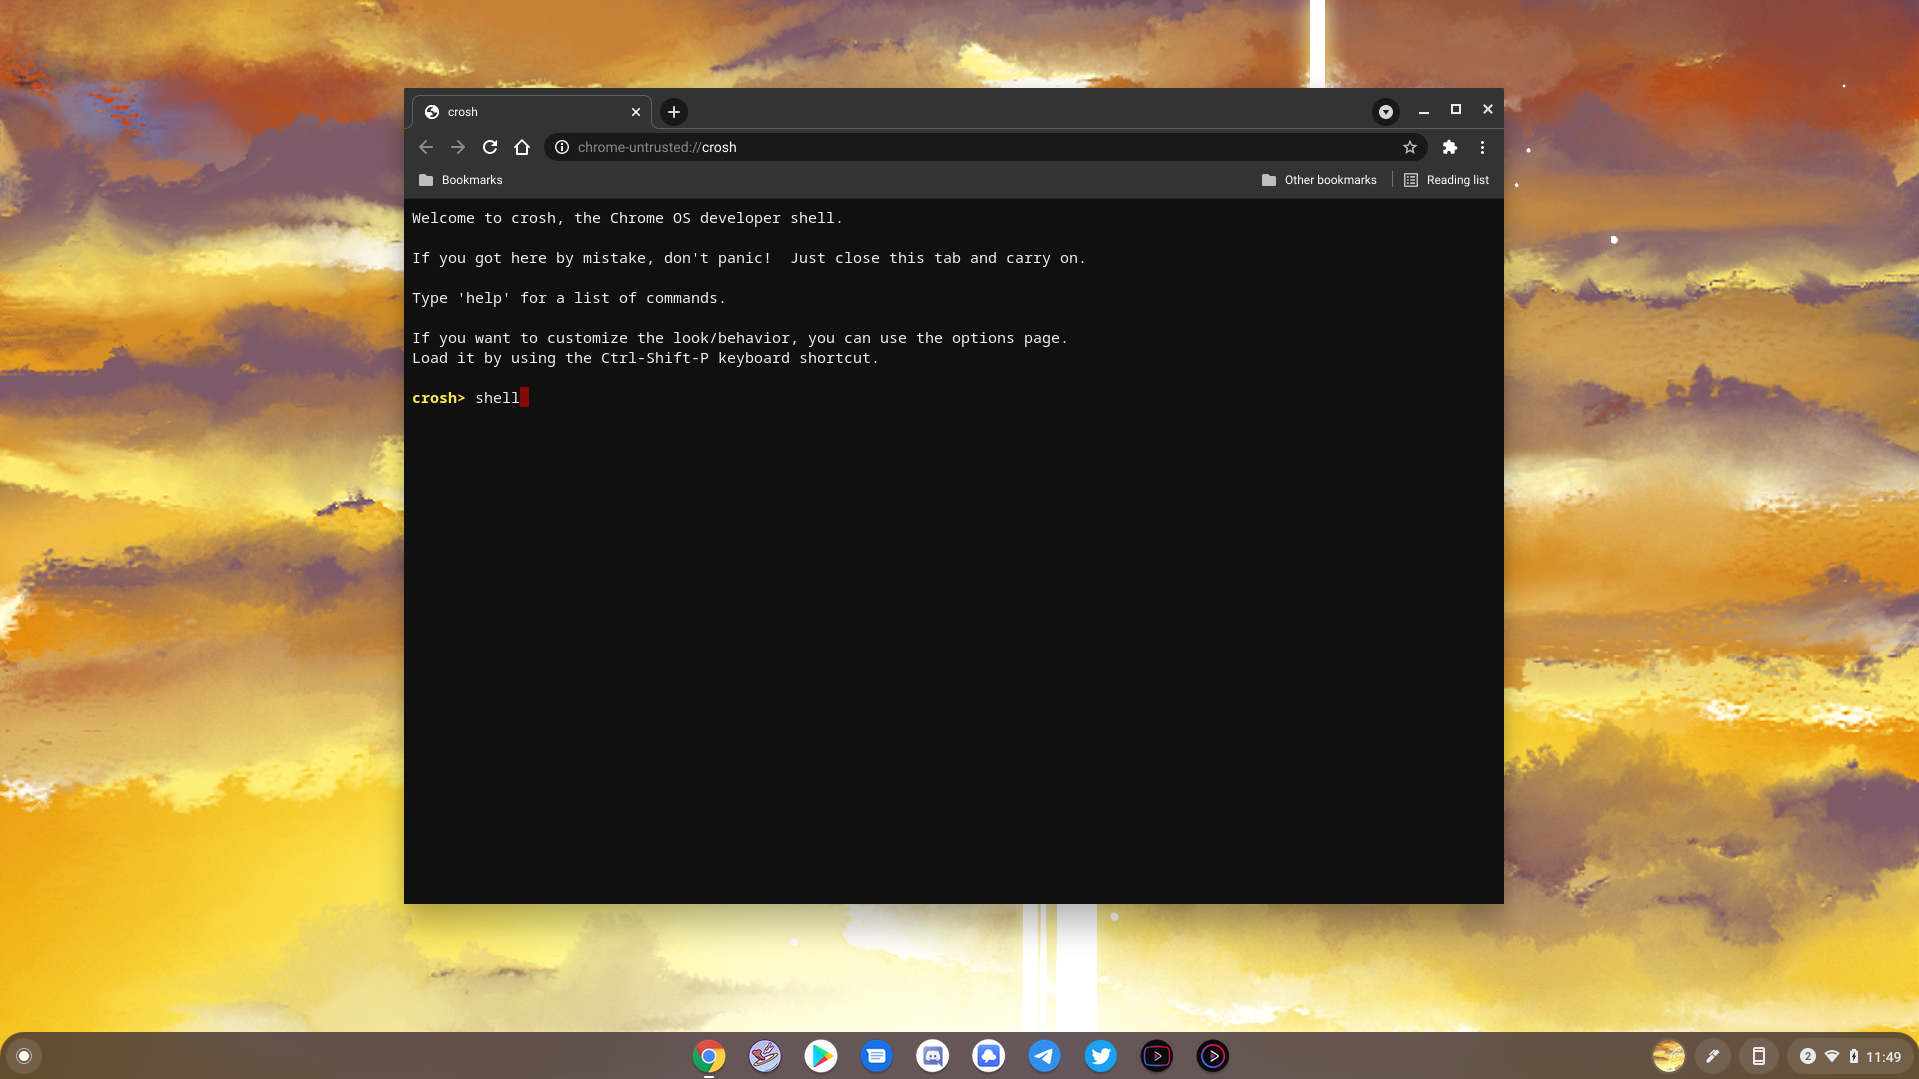 crosh
chrome-untrusted://crosh
Bookmarks
Other bookmarks
Reading list
Welcome to crosh, the Chrome OS developer shell.
If you got here by mistake, don't panic!  Just close this tab and carry on.
Type 'help' for a list of commands.
If you want to customize the look/behavior, you can use the options page.
Load it by using the Ctrl-Shift-P keyboard shortcut.
crosh> shell
2
11:49